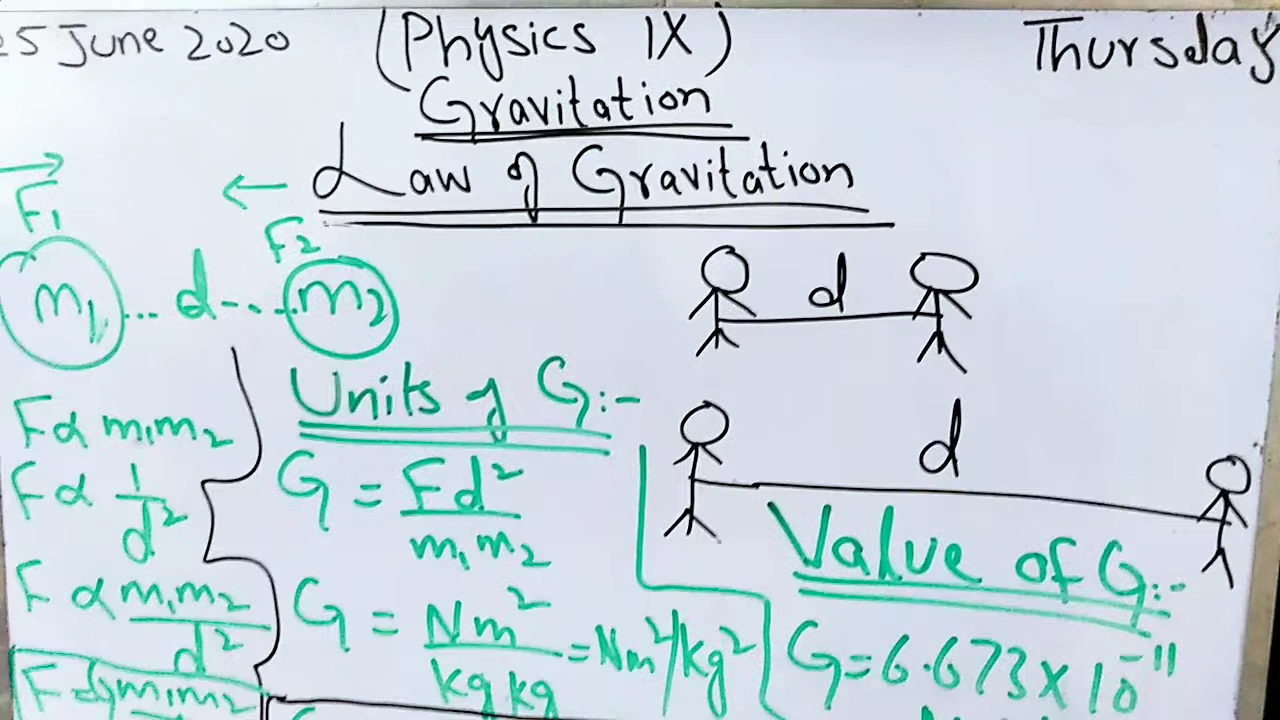 5 June 2020 (Physics IX) Thursday
Gravitation
Law of Gravitation
F1
F2
m1 ... d -- .. m2
d
F ∝ m1m2
F ∝ 1/d²
F ∝ m1m2/d²
Units of G:-
G = Fd²/m1m2
G = Nm²/kg kg = Nm²/kg²
d
Value of G:-
G = 6.673 × 10⁻¹¹